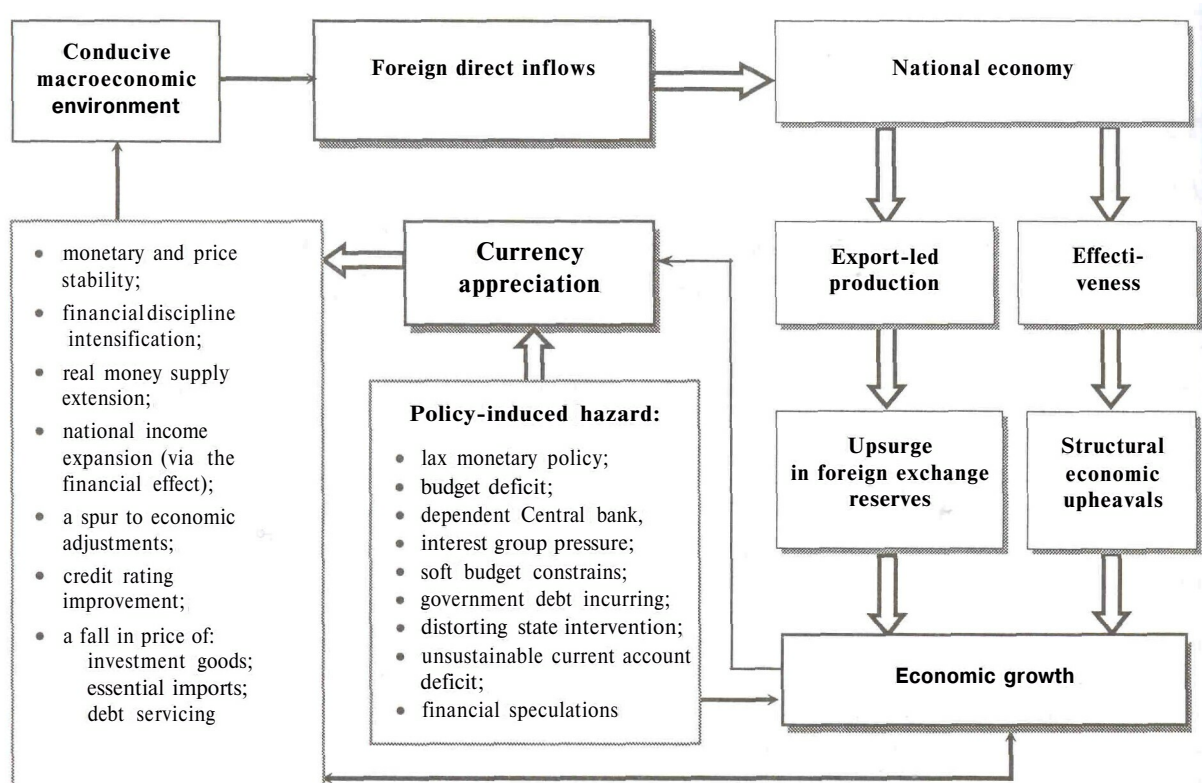 Conducive
macroeconomic
environment
Foreign direct inflows
National economy
• monetary and price
stability;
• financial discipline
intensification;
• real money supply
extension;
• national income
expansion (via the
financial effect);
• a spur to economic
adjustments;
• credit rating
improvement;
• a fall in price of:
investment goods;
essential imports;
debt servicing
Currency
appreciation
Policy-induced hazard:
• lax monetary policy;
• budget deficit;
• dependent Central bank,
• interest group pressure;
• soft budget constrains;
• government debt incurring;
• distorting state intervention;
• unsustainable current account
deficit;
• financial speculations
Export-led
production
Effecti-
veness
Upsurge
in foreign exchange
reserves
Structural
economic
upheavals
Economic growth